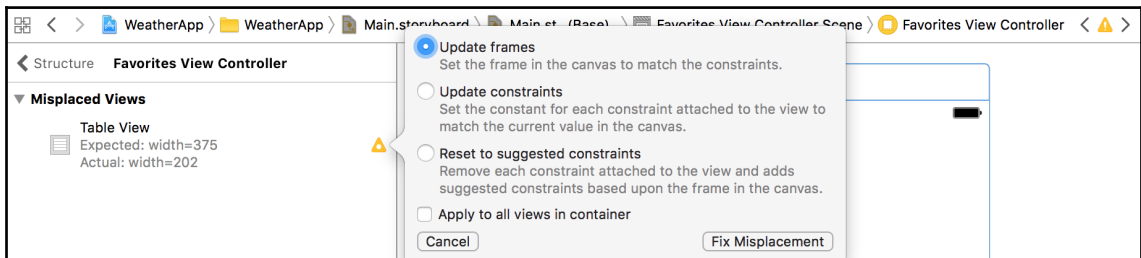 WeatherApp WeatherApp Main.storyboard Main.st...(Base) Favorites View Controller Scene Favorites View Controller
Structure Favorites View Controller
Misplaced Views
Table View
Expected: width=375
Actual: width=202
Update frames
Set the frame in the canvas to match the constraints.
Update constraints
Set the constant for each constraint attached to the view to
match the current value in the canvas.
Reset to suggested constraints
Remove each constraint attached to the view and adds
suggested constraints based upon the frame in the canvas.
Apply to all views in container
Cancel Fix Misplacement